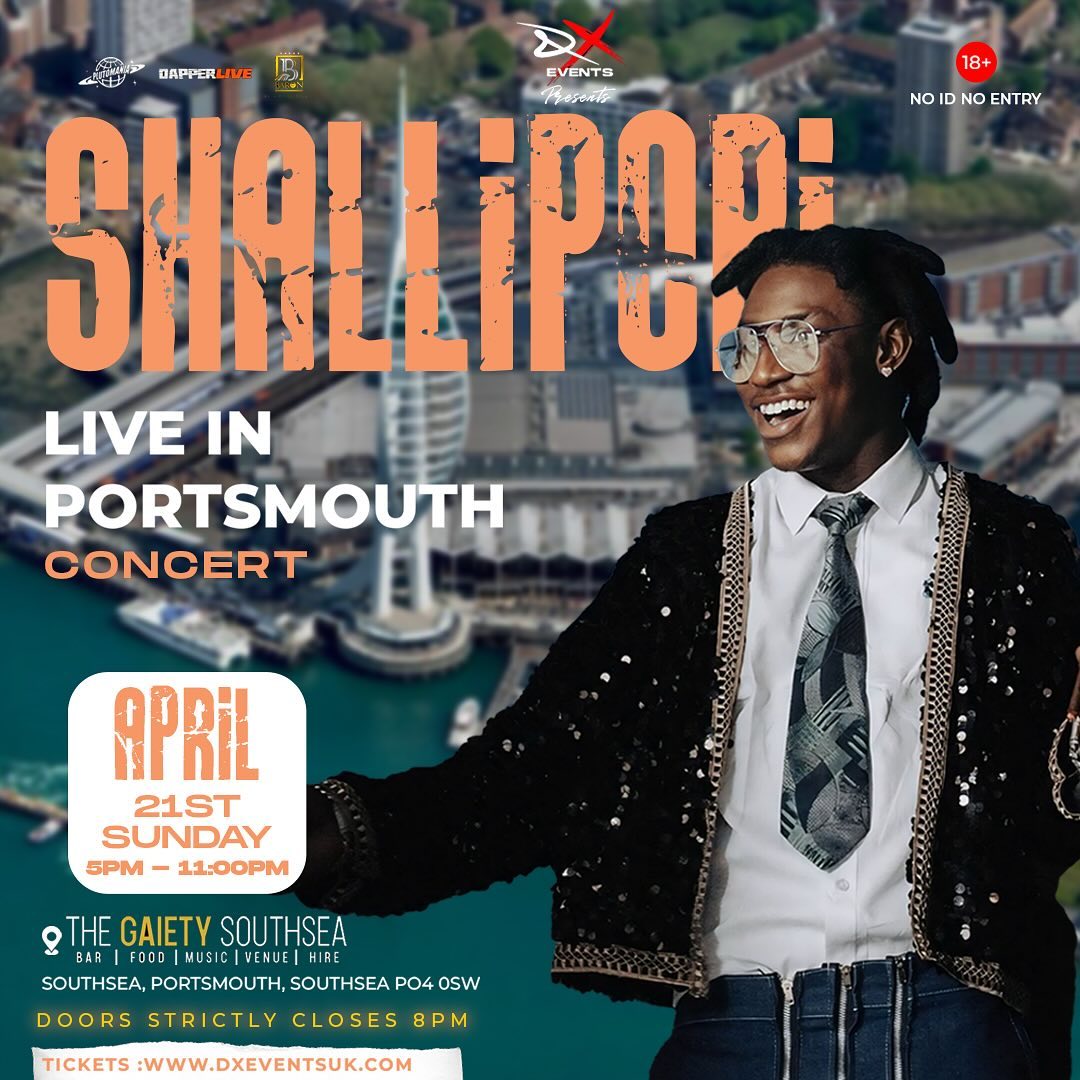 PLUTOMANIA
DAPPERLIVE
B
BARON
DX
EVENTS
Presents
18+
NO ID NO ENTRY
SHALLiPOPi
LIVE IN
PORTSMOUTH
CONCERT
APRiL
21ST
SUNDAY
5PM – 11:00PM
THE GAIETY SOUTHSEA
BAR | FOOD | MUSIC | VENUE | HIRE
SOUTHSEA, PORTSMOUTH, SOUTHSEA PO4 0SW
DOORS STRICTLY CLOSES 8PM
TICKETS :WWW.DXEVENTSUK.COM